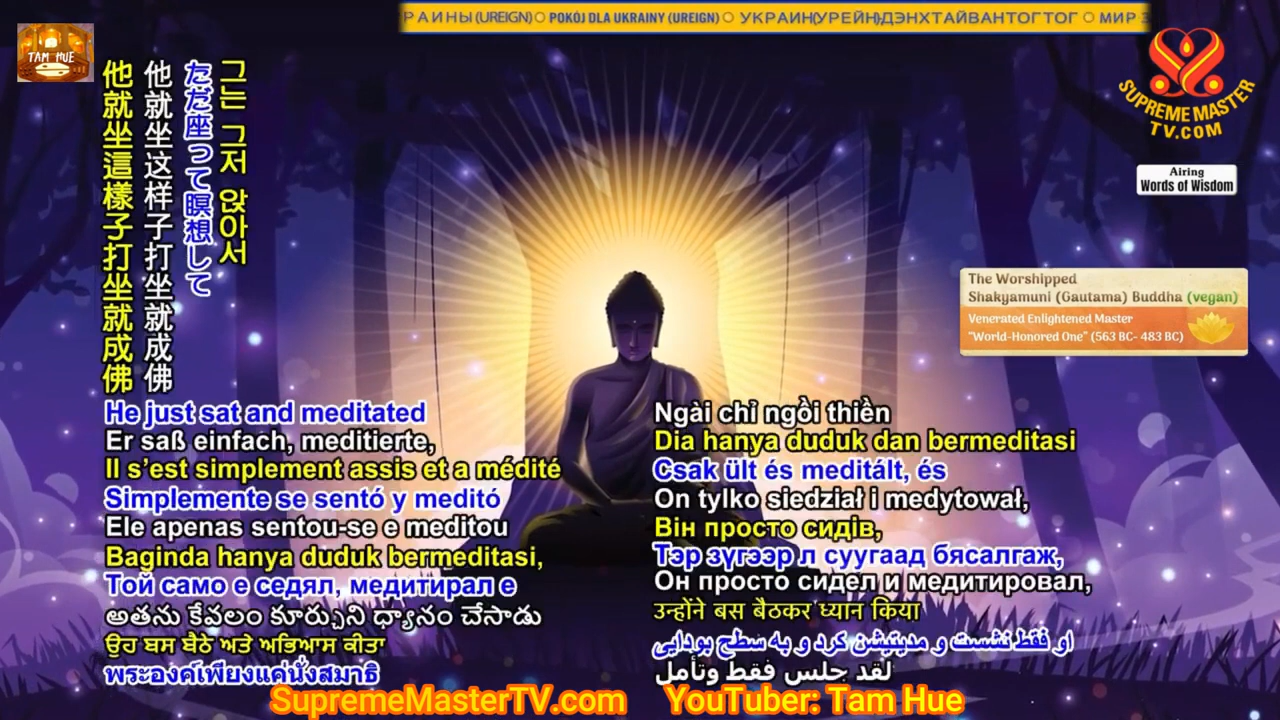 РАИНЫ (UREIGN) ○ POKÓJ DLA UKRAINY (UREIGN) ○ УКРАИН(УРЕЙН)ДЭНХТАЙВАНТОГТОГ ○ МИР
TAM HUE
SUPREME MASTER
TV.COM
Airing
Words of Wisdom
他就坐這樣子打坐就成佛
他就坐这样子打坐就成佛
ただ座って瞑想して
그는 그저 앉아서
The Worshipped
Shakyamuni (Gautama) Buddha (vegan)
Venerated Enlightened Master
"World-Honored One" (563 BC- 483 BC)
He just sat and meditated
Er saß einfach, meditierte,
Il s’est simplement assis et a médité
Simplemente se sentó y meditó
Ele apenas sentou-se e meditou
Baginda hanya duduk bermeditasi,
Той само е седял, медитирал е
అతను కేవలం కూర్చుని ధ్యానం చేసాడు
ਉਹ ਬਸ ਬੈਠੇ ਅਤੇ ਅਭਿਆਸ ਕੀਤਾ
พระองค์เพียงแค่นั่งสมาธิ
Ngài chỉ ngồi thiền
Dia hanya duduk dan bermeditasi
Csak ült és meditált, és
On tylko siedział i medytował,
Він просто сидів,
Тэр зүгээр л суугаад бясалгаж,
Он просто сидел и медитировал,
उन्होंने बस बैठकर ध्यान किया
او فقط نشست و مدیتیشن کرد و به سطح بودایی
لقد جلس فقط وتأمل
SupremeMasterTV.com YouTuber: Tam Hue